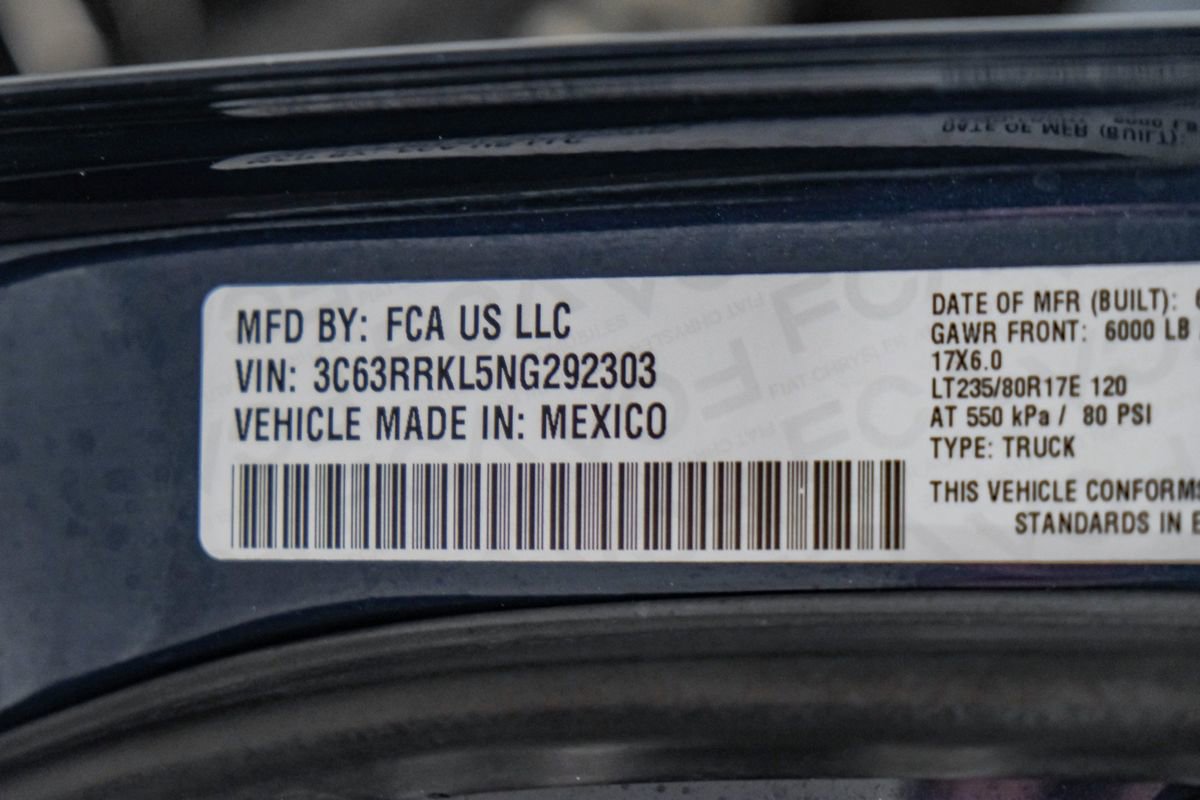 MFD BY: FCA US LLC
VIN: 3C63RRKL5NG292303
VEHICLE MADE IN: MEXICO
DATE OF MFR (BUILT):
GAWR FRONT: 6000 LB
17X6.0
LT235/80R17E 120
AT 550 kPa / 80 PSI
TYPE: TRUCK
THIS VEHICLE CONFORMS
STANDARDS IN